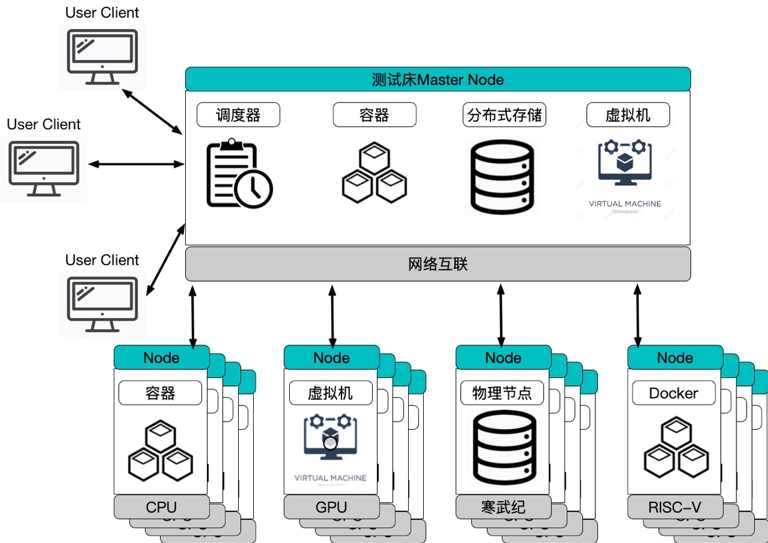 User Client
User Client
User Client
测试床Master Node
调度器
容器
分布式存储
虚拟机
VIRTUAL MACHINE
TECHNOLOGY
网络互联
Node
Node
Node
Node
容器
虚拟机
物理节点
Docker
VIRTUAL MACHINE
CPU
GPU
寒武纪
RISC-V